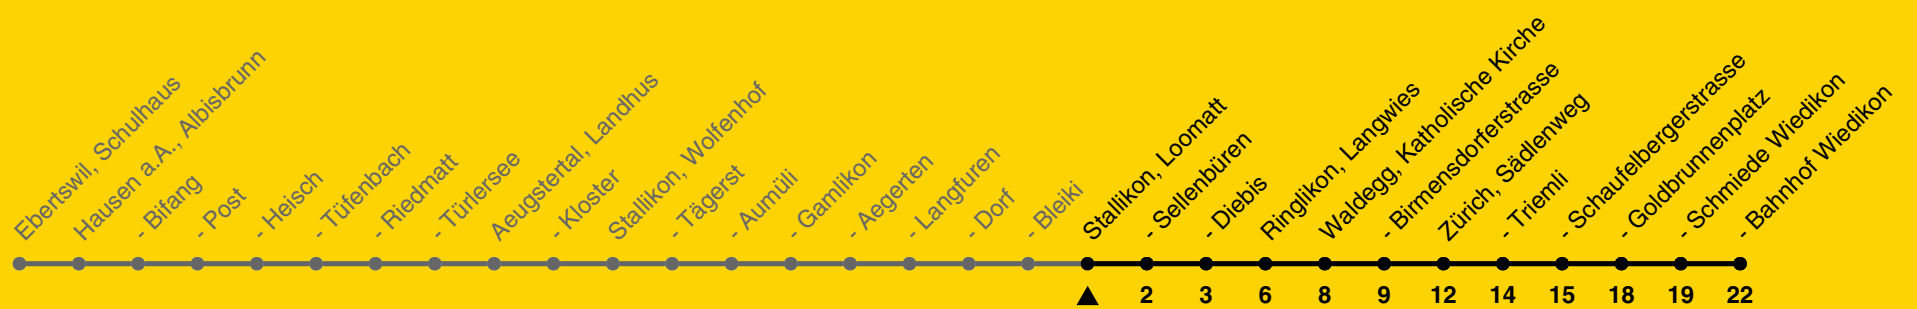 Ebertswil, Schulhaus
Hausen a.A., Albisbrunn
- Bifang
- Post
- Heisch
- Tüfenbach
- Riedmatt
- Türlersee
Aeugstertal, Landhus
- Kloster
Stallikon, Wolfenhof
- Tägerst
- Aumüli
- Gamlikon
- Aegerten
- Langfuren
- Dorf
- Bleiki
Stallikon, Loomatt
- Sellenbüren
- Diebis
Ringlikon, Langwies
Waldegg, Katholische Kirche
- Birmensdorferstrasse
Zürich, Sädlenweg
- Triemli
- Schaufelbergerstrasse
- Goldbrunnenplatz
- Schmiede Wiedikon
- Bahnhof Wiedikon
2 3 6 8 9 12 14 15 18 19 22